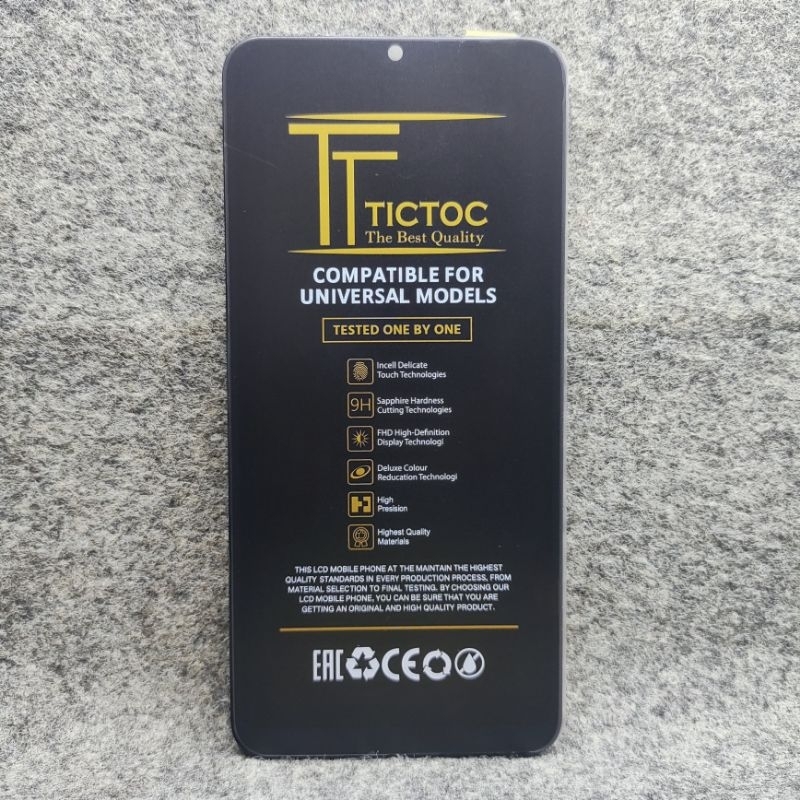 TT
TICTOC
The Best Quality
COMPATIBLE FOR
UNIVERSAL MODELS
TESTED ONE BY ONE
Incell Delicate
Touch Technologies
9H
Sapphire Hardness
Cutting Technologies
FHD High-Definition
Display Technologi
Deluxe Colour
Reducation Technologi
High
Presision
Highest Quality
Materials
THIS LCD MOBILE PHONE AT THE MAINTAIN THE HIGHEST
QUALITY STANDARDS IN EVERY PRODUCTION PROCESS, FROM
MATERIAL SELECTION TO FINAL TESTING. BY CHOOSING OUR
LCD MOBILE PHONE, YOU CAN BE SURE THAT YOU ARE
GETTING AN ORIGINAL AND HIGH QUALITY PRODUCT.
EAC CE